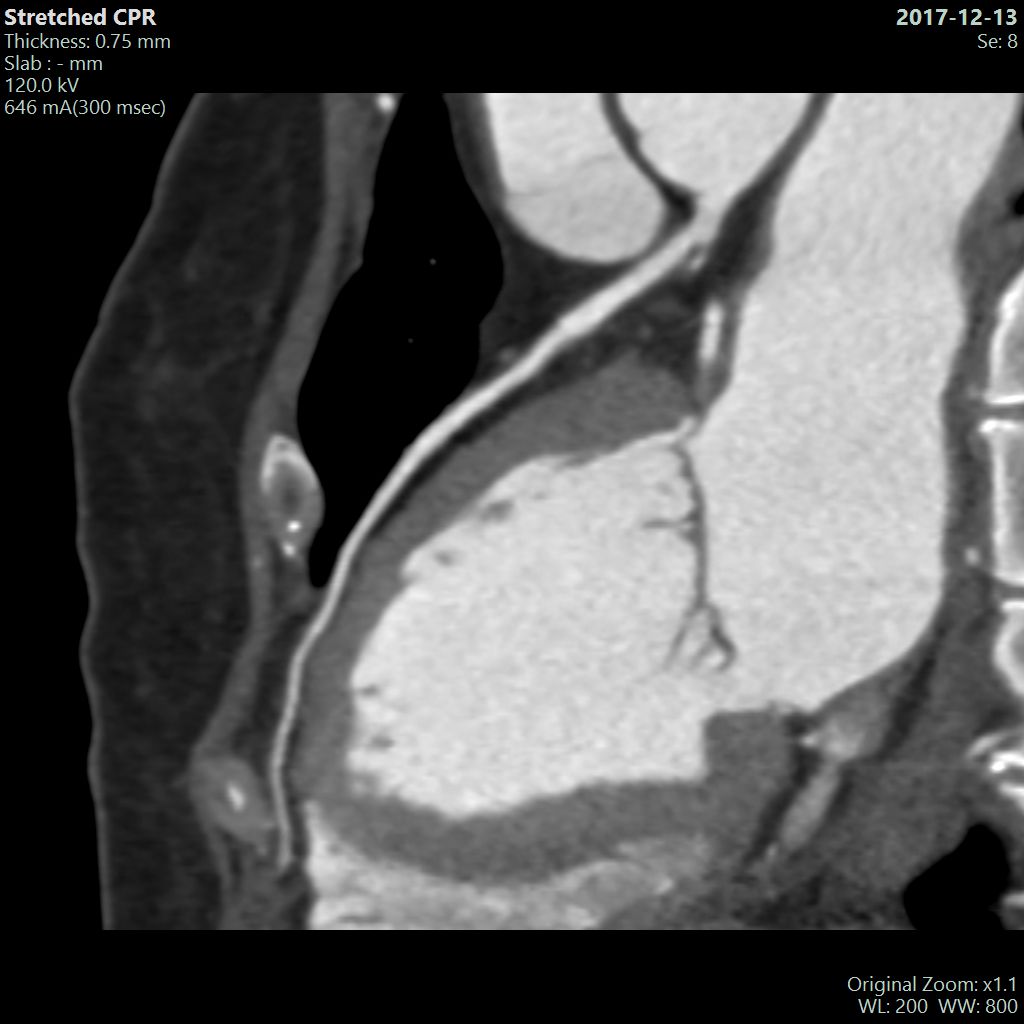 Stretched CPR
Thickness: 0.75 mm
Slab : - mm
120.0 kV
646 mA(300 msec)
2017-12-13
Se: 8
Original Zoom: x1.1
WL: 200 WW: 800